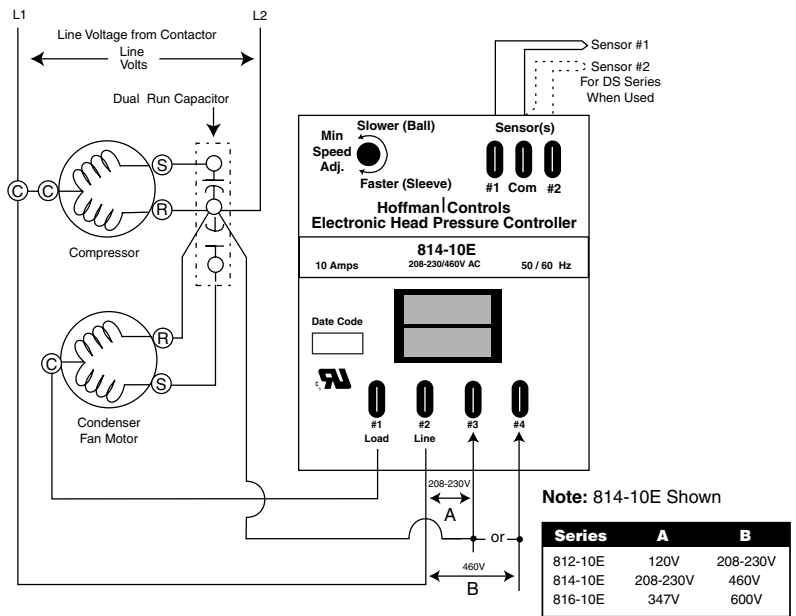 L1
L2
Line Voltage from Contactor
Line
Volts
Dual Run Capacitor
Sensor #1
Sensor #2
For DS Series
When Used
Slower (Ball)
Min
Speed
Adj.
Faster (Sleeve)
Sensor(s)
#1 Com #2
Hoffman Controls
Electronic Head Pressure Controller
814-10E
10 Amps 208-230/460V AC 50 / 60 Hz
Date Code
C S
C R
Compressor
R
C
S
Condenser
Fan Motor
c RU
#1 #2 #3 #4
Load Line
208-230V
A
or
460V
B
Note: 814-10E Shown
Series A B
812-10E 120V 208-230V
814-10E 208-230V 460V
816-10E 347V 600V